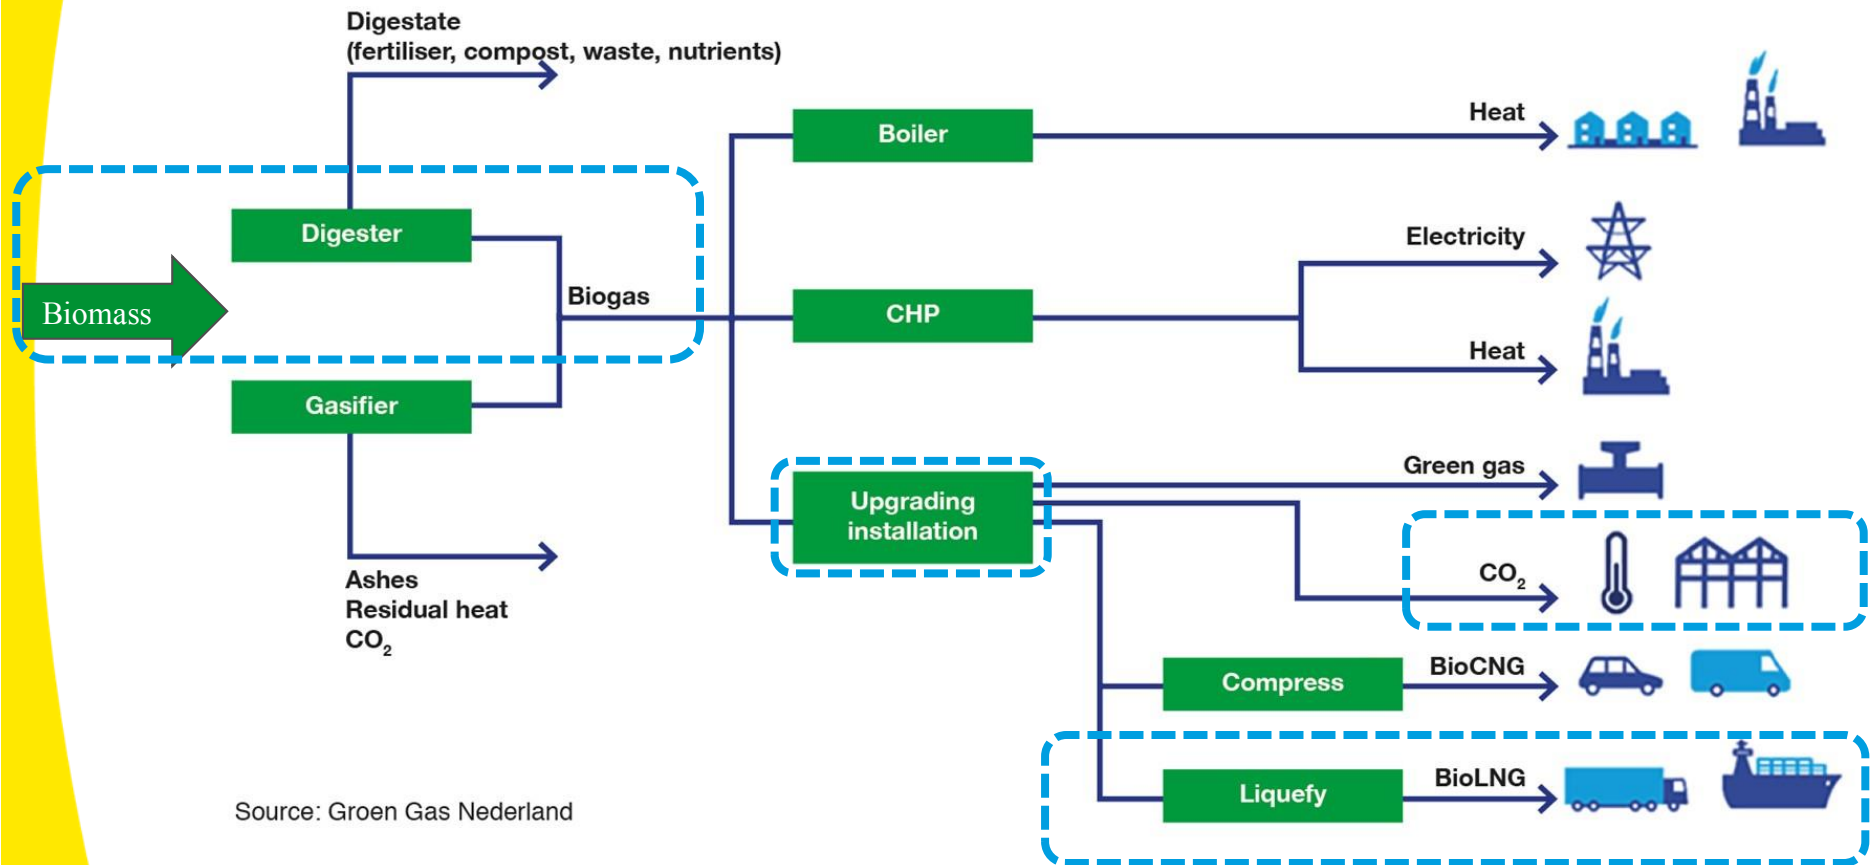 Digestate
(fertiliser, compost, waste, nutrients)
Boiler
Heat
Digester
Electricity
Biomass
Biogas
CHP
Heat
Gasifier
Green gas
Upgrading
installation
CO₂
Ashes
Residual heat
CO₂
Compress
BioCNG
Liquefy
BioLNG
Source: Groen Gas Nederland